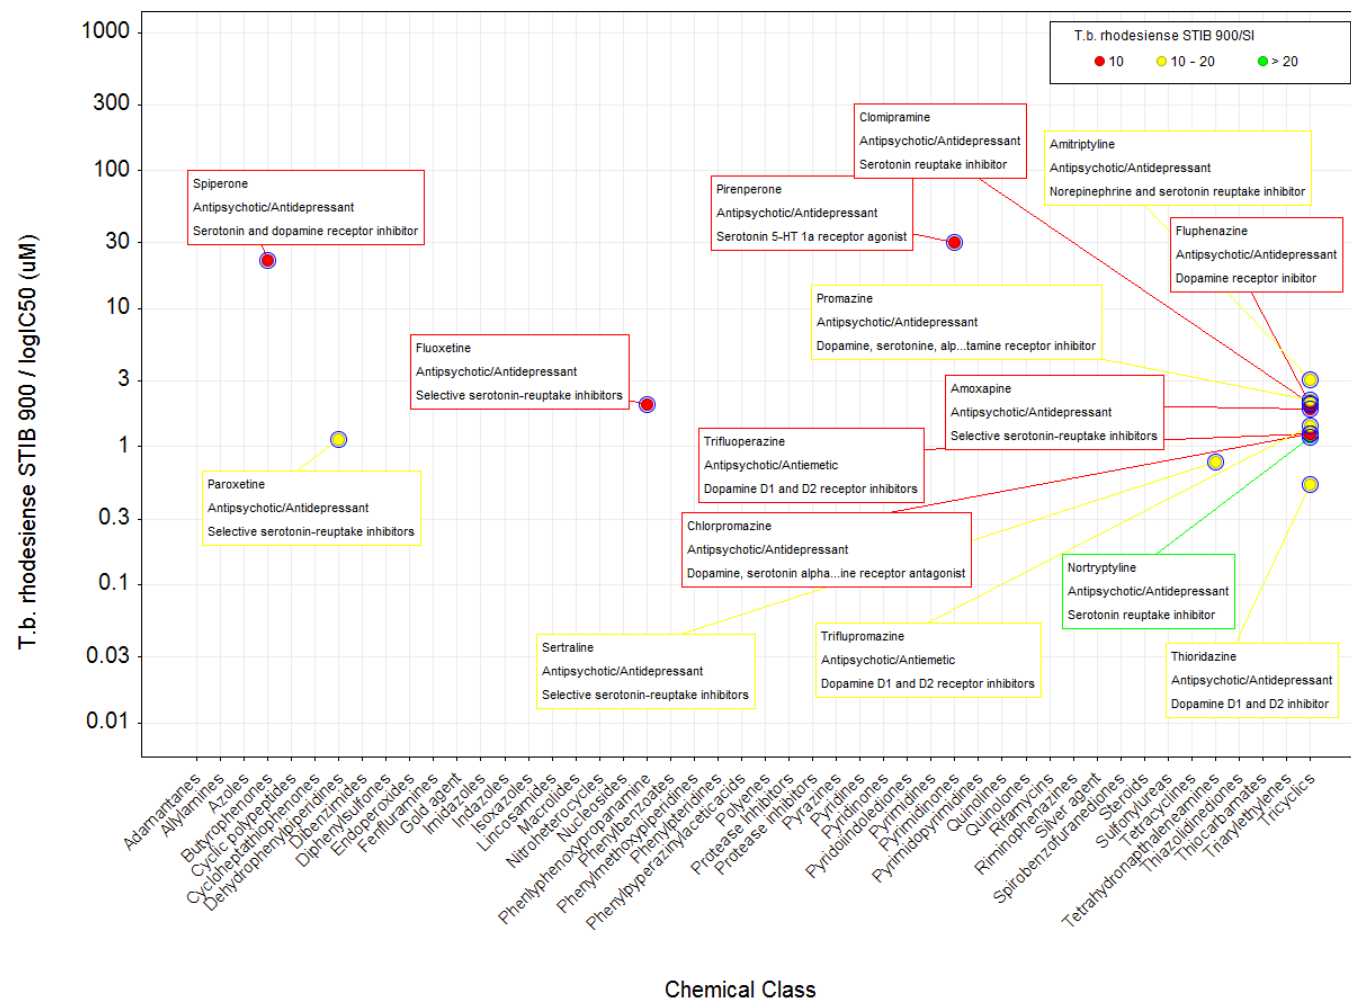 T.b. rhodesiense STIB 900/SI
10
10 - 20
> 20
T.b. rhodesiense STIB 900 / logIC50 (uM)
1000
300
100
30
10
3
1
0.3
0.1
0.03
0.01
Spiperone
Antipsychotic/Antidepressant
Serotonin and dopamine receptor inhibitor
Clomipramine
Antipsychotic/Antidepressant
Serotonin reuptake inhibitor
Amitriptyline
Antipsychotic/Antidepressant
Norepinephrine and serotonin reuptake inhibitor
Pirenperone
Antipsychotic/Antidepressant
Serotonin 5-HT 1a receptor agonist
Fluphenazine
Antipsychotic/Antidepressant
Dopamine receptor inibitor
Promazine
Antipsychotic/Antidepressant
Dopamine, serotonine, alp...tamine receptor inhibitor
Fluoxetine
Antipsychotic/Antidepressant
Selective serotonin-reuptake inhibitors
Amoxapine
Antipsychotic/Antidepressant
Selective serotonin-reuptake inhibitors
Trifluoperazine
Antipsychotic/Antiemetic
Dopamine D1 and D2 receptor inhibitors
Paroxetine
Antipsychotic/Antidepressant
Selective serotonin-reuptake inhibitors
Chlorpromazine
Antipsychotic/Antidepressant
Dopamine, serotonin alpha...ine receptor antagonist
Nortryptyline
Antipsychotic/Antidepressant
Serotonin reuptake inhibitor
Sertraline
Antipsychotic/Antidepressant
Selective serotonin-reuptake inhibitors
Triflupromazine
Antipsychotic/Antiemetic
Dopamine D1 and D2 receptor inhibitors
Thioridazine
Antipsychotic/Antidepressant
Dopamine D1 and D2 inhibitor
Adamantanes
Allylamines
Azoles
Butyrophenones
Cyclic polypeptides
Cycloheptathiophenone
Dehydrophenylpiperidine
Dibenzimides
Diphenylsulfones
Endoperoxides
Fenfluramines
Gold agent
Imidazoles
Indazoles
Isoxazoles
Lincosamides
Macrolides
Nitroheterocycles
Nucleosides
Phenlyphenoxypropanamine
Phenylbenzoates
Phenylmethoxypiperidines
Phenylpteridines
Phenylpyperazinylaceticacids
Polyenes
Protease Inhibitors
Protease inhibitors
Pyrazines
Pyridines
Pyridinones
Pyridoiindolediones
Pyrimidines
Pyrimidinones
Pyrimidopyrimidines
Quinolines
Quinolones
Rifamycins
Riminophenazines
Silver agent
Spirobenzofuranediones
Steroids
Sulfonylureas
Tetracyclines
Tetrahydronapthaleneamines
Thiazolidinediones
Thiocarbamates
Triarylethylenes
Tricyclics
Chemical Class